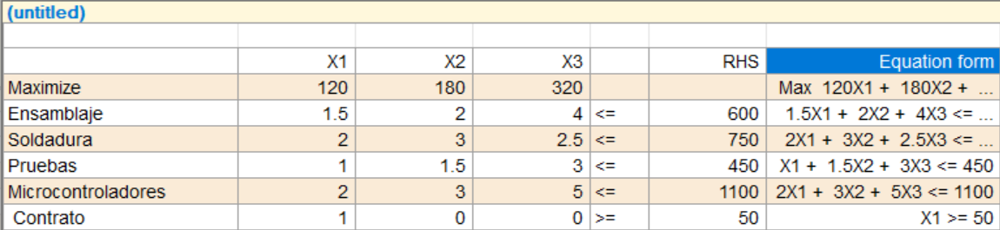 (untitled)
X1 X2 X3 RHS Equation form
Maximize 120 180 320 Max 120X1 + 180X2 + ...
Ensamblaje 1.5 2 4 <= 600 1.5X1 + 2X2 + 4X3 <= ...
Soldadura 2 3 2.5 <= 750 2X1 + 3X2 + 2.5X3 <= ...
Pruebas 1 1.5 3 <= 450 X1 + 1.5X2 + 3X3 <= 450
Microcontroladores 2 3 5 <= 1100 2X1 + 3X2 + 5X3 <= 1100
Contrato 1 0 0 >= 50 X1 >= 50